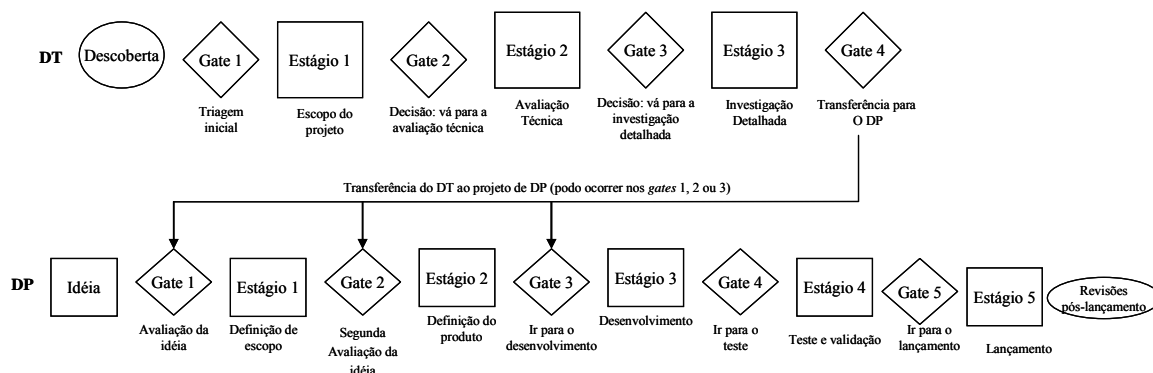 DT
Descoberta
Gate 1
Triagem
inicial
Estágio 1
Escopo do
projeto
Gate 2
Decisão: vá para a
avaliação técnica
Estágio 2
Avaliação
Técnica
Gate 3
Decisão: vá para a
investigação
detalhada
Estágio 3
Investigação
Detalhada
Gate 4
Transferência para
O DP
Transferência do DT ao projeto de DP (podo ocorrer nos gates 1, 2 ou 3)
DP
Idéia
Gate 1
Avaliação da
idéia
Estágio 1
Definição de
escopo
Gate 2
Segunda
Avaliação da
idéia
Estágio 2
Definição do
produto
Gate 3
Ir para o
desenvolvimento
Estágio 3
Desenvolvimento
Gate 4
Ir para o
teste
Estágio 4
Teste e validação
Gate 5
Ir para o
lançamento
Estágio 5
Lançamento
Revisões
pós-lançamento